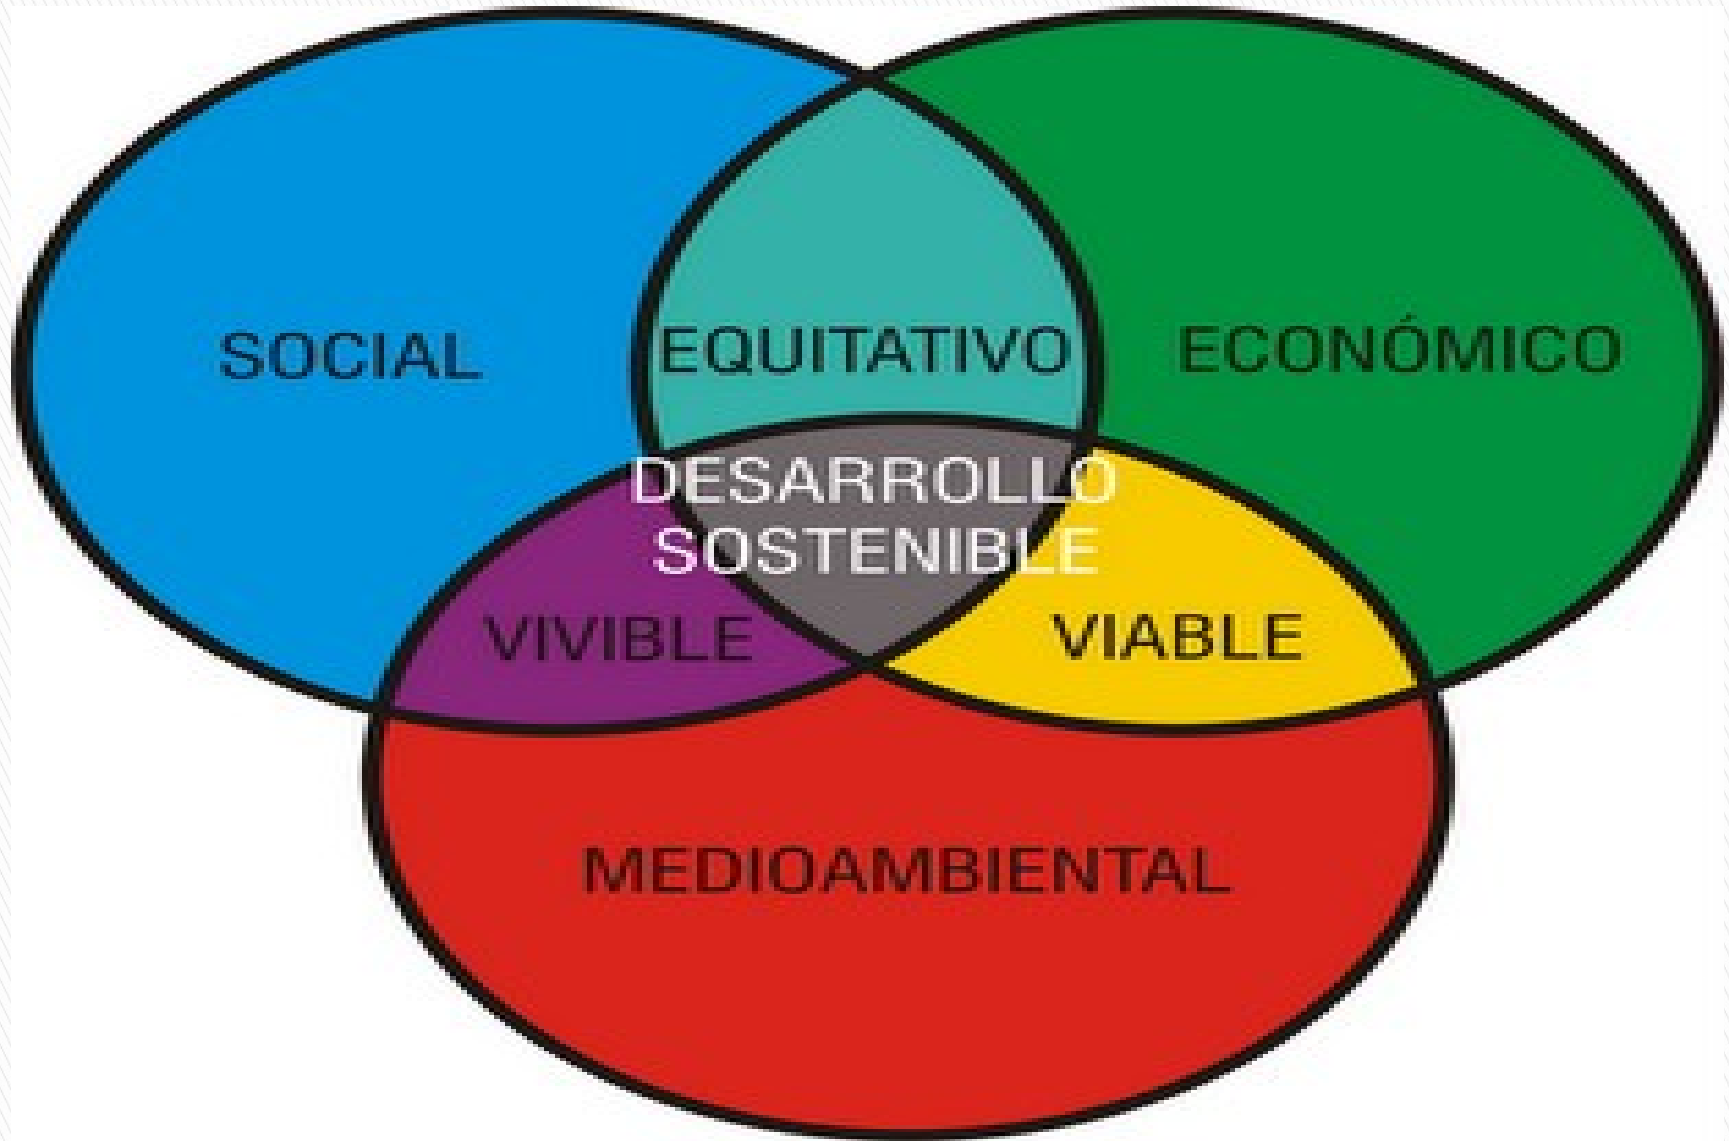 SOCIAL
EQUITATIVO
ECONÓMICO
DESARROLLO
SOSTENIBLE
VIVIBLE
VIABLE
MEDIOAMBIENTAL